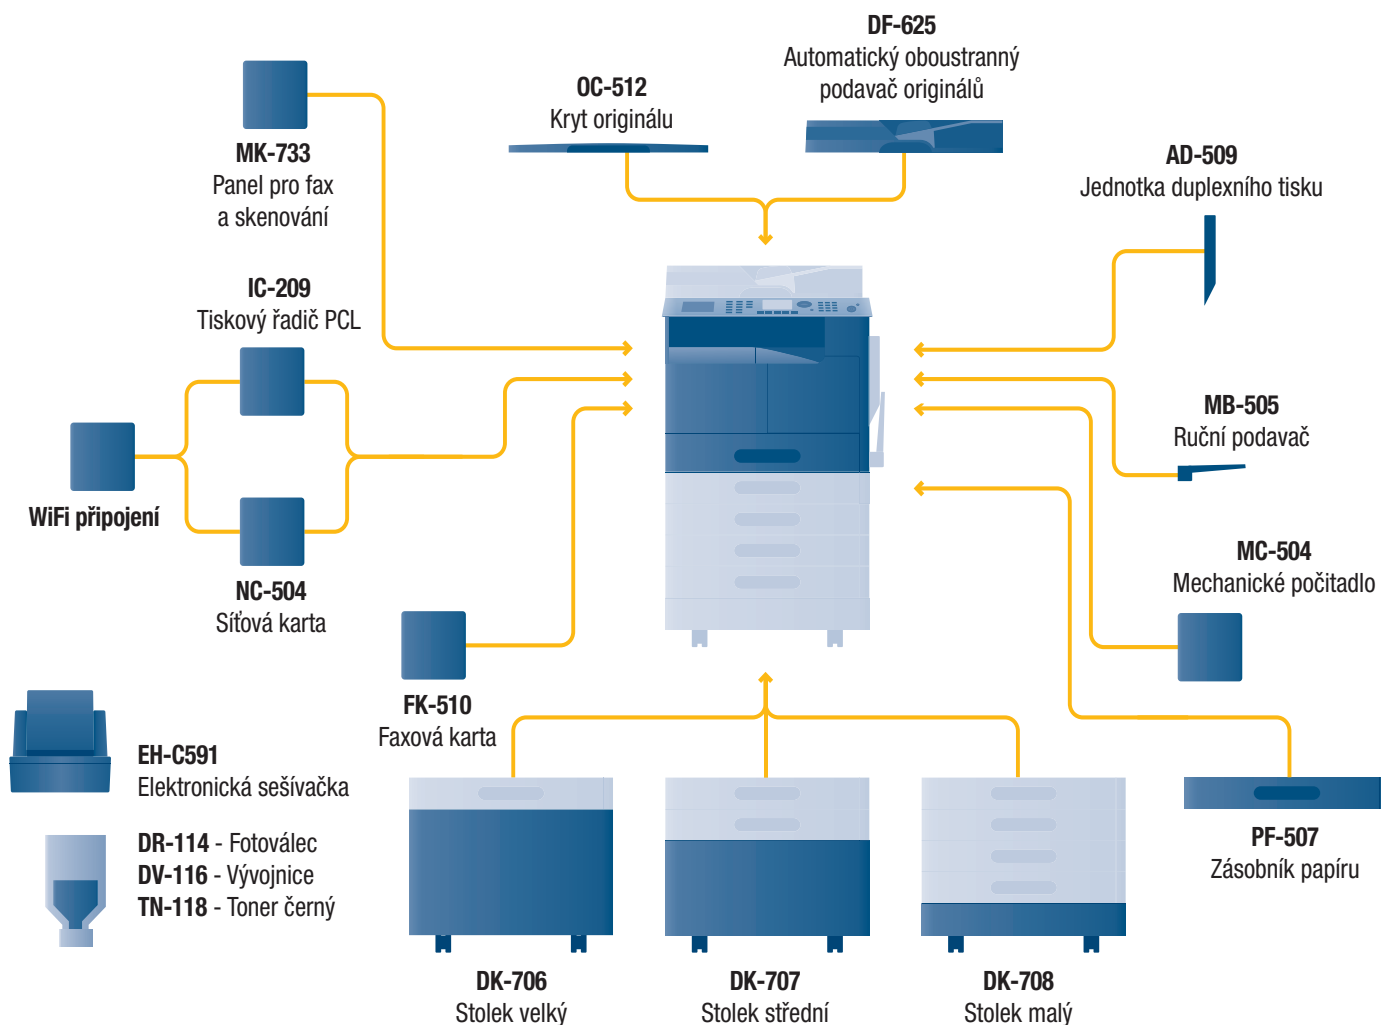 DF-625
Automatický oboustranný
podavač originálů
OC-512
Kryt originálu
MK-733
Panel pro fax
a skenování
AD-509
Jednotka duplexního tisku
IC-209
Tiskový řadič PCL
MB-505
Ruční podavač
WiFi připojení
MC-504
Mechanické počitadlo
NC-504
Síťová karta
FK-510
Faxová karta
EH-C591
Elektronická sešívačka
DR-114 - Fotoválec
DV-116 - Vývojnice
TN-118 - Toner černý
PF-507
Zásobník papíru
DK-706
Stolek velký
DK-707
Stolek střední
DK-708
Stolek malý